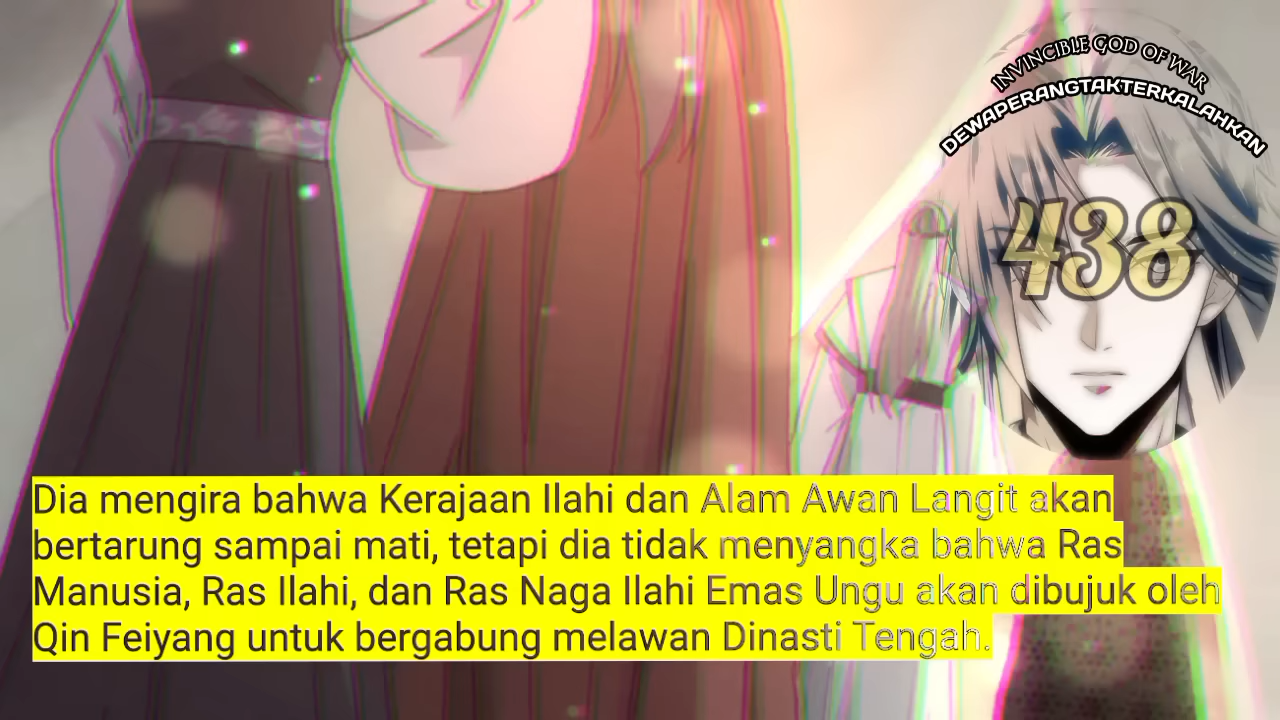 INVINCIBLE GOD OF WAR
DEWAPERANGTAKTERKALAHKAN
438
Dia mengira bahwa Kerajaan Ilahi dan Alam Awan Langit akan
bertarung sampai mati, tetapi dia tidak menyangka bahwa Ras
Manusia, Ras Ilahi, dan Ras Naga Ilahi Emas Ungu akan dibujuk oleh
Qin Feiyang untuk bergabung melawan Dinasti Tengah.